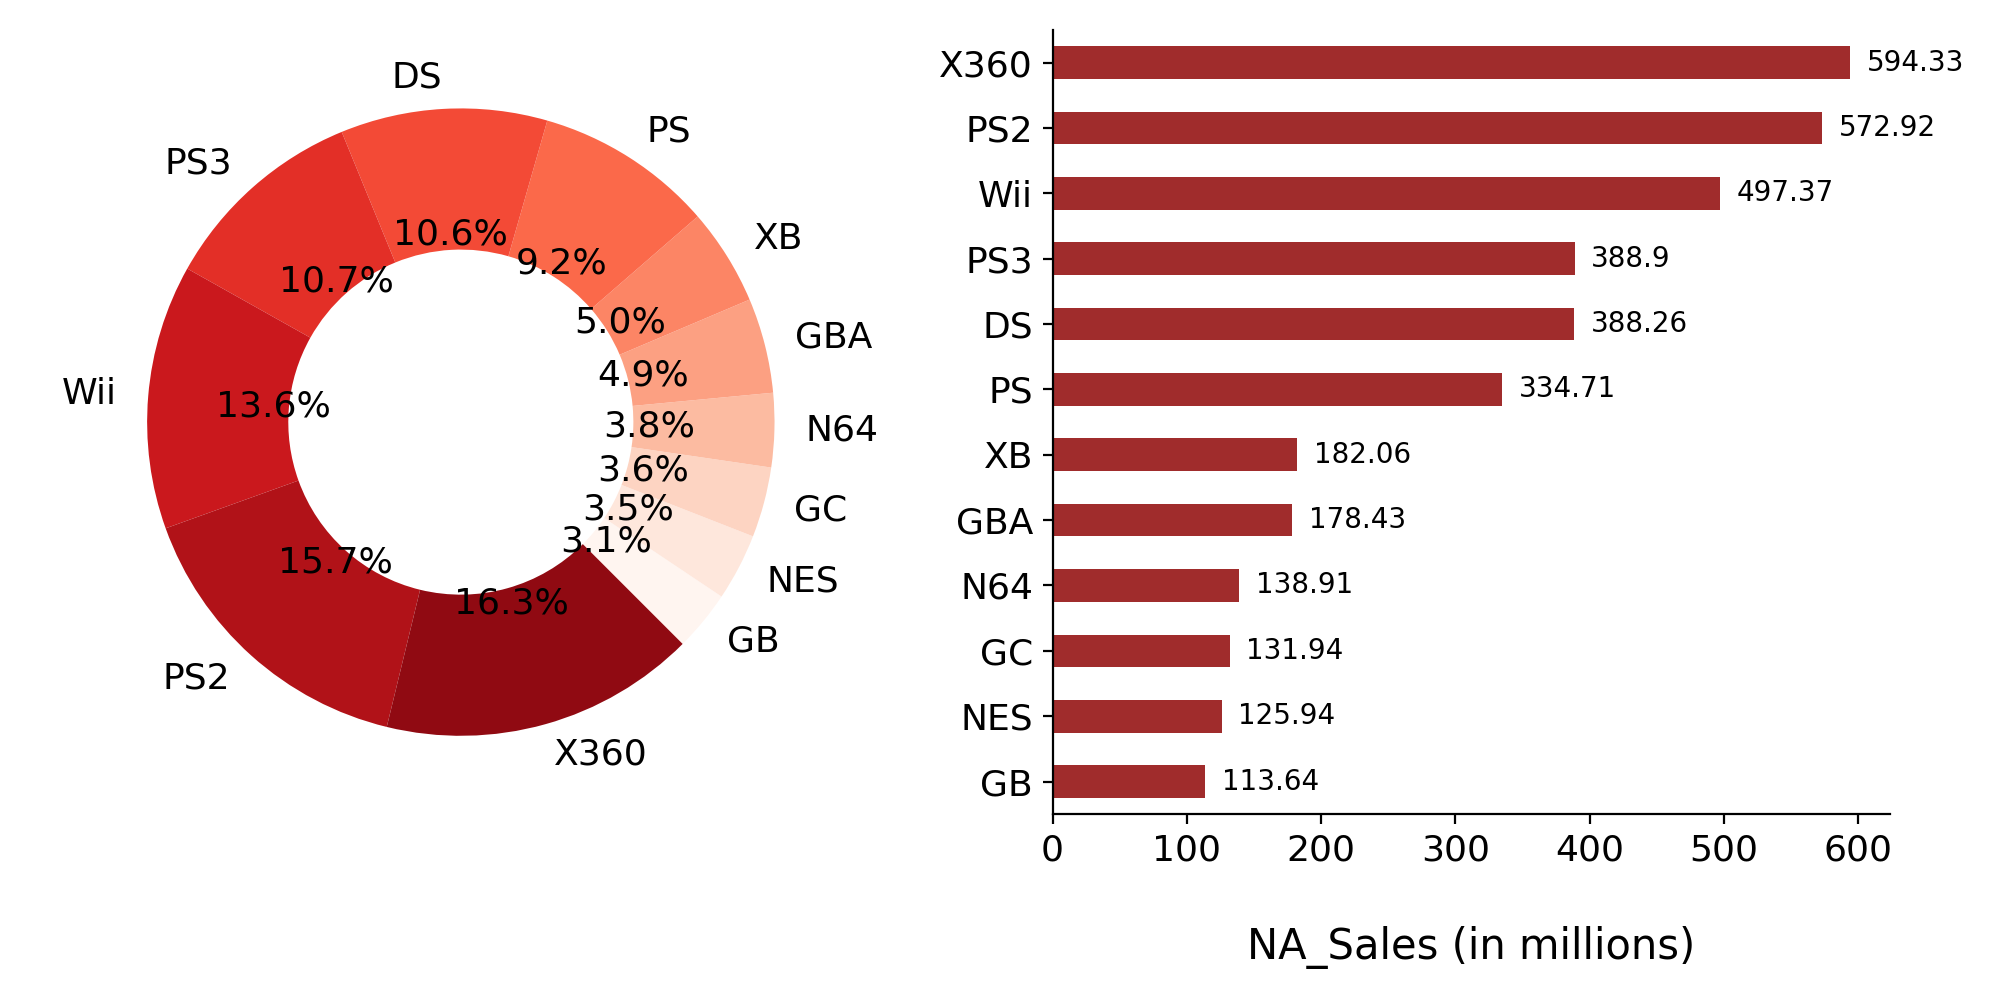 DS
PS
PS3
XB
GBA
Wii
N64
GC
NES
GB
PS2
X360
10.6%
9.2%
10.7%
5.0%
4.9%
13.6%
3.8%
3.6%
3.5%
3.1%
15.7%
16.3%
X360 594.33
PS2 572.92
Wii 497.37
PS3 388.9
DS 388.26
PS 334.71
XB 182.06
GBA 178.43
N64 138.91
GC 131.94
NES 125.94
GB 113.64
0 100 200 300 400 500 600
NA_Sales (in millions)